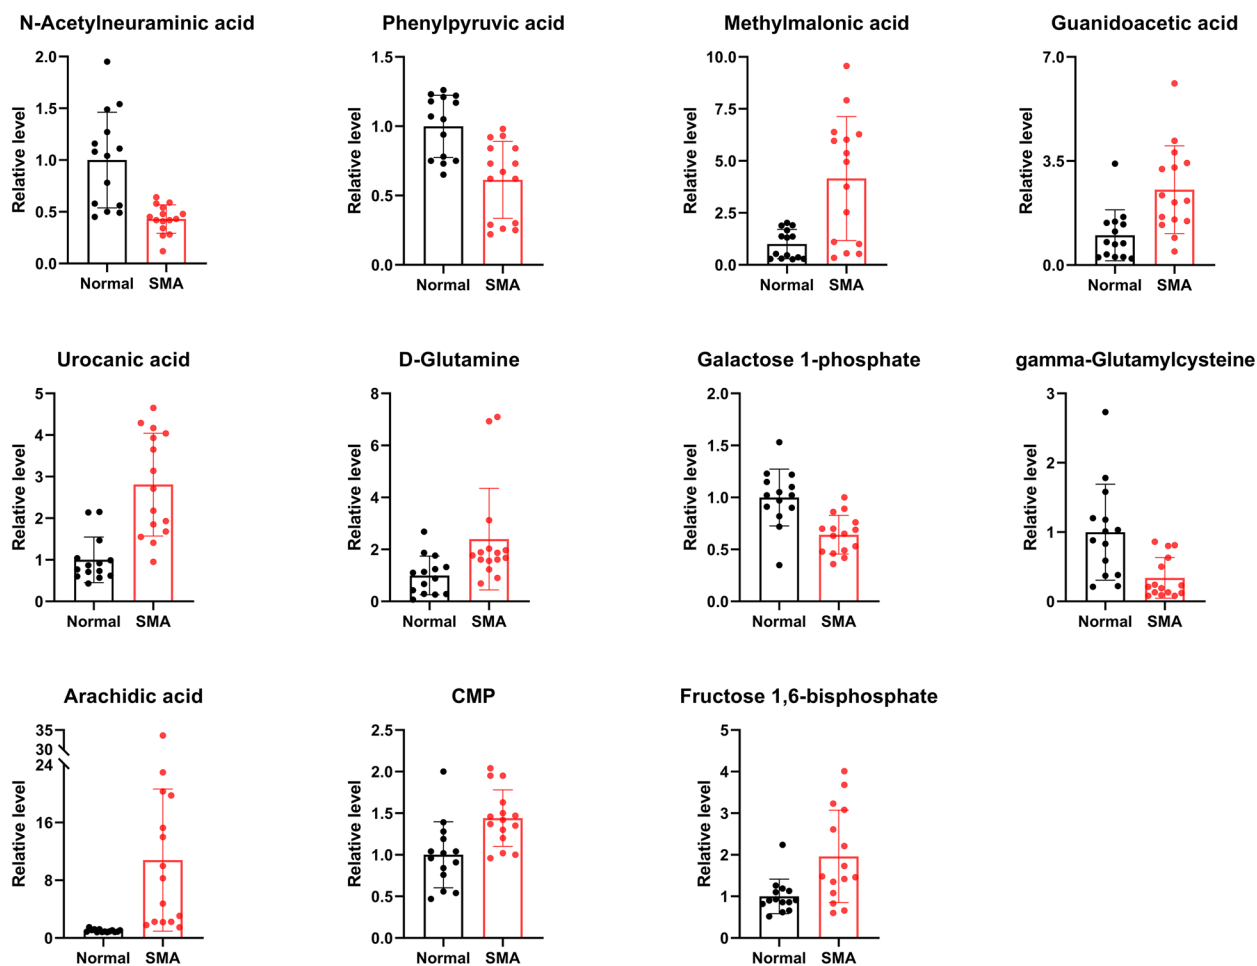 N-Acetylneuraminic acid
Relative level
2.0
1.5
1.0
0.5
0.0
Normal SMA
Phenylpyruvic acid
Relative level
1.5
1.0
0.5
0.0
Normal SMA
Methylmalonic acid
Relative level
10.0
7.5
5.0
2.5
0.0
Normal SMA
Guanidoacetic acid
Relative level
7.0
3.5
0.0
Normal SMA
Urocanic acid
Relative level
5
4
3
2
1
0
Normal SMA
D-Glutamine
Relative level
8
6
4
2
0
Normal SMA
Galactose 1-phosphate
Relative level
2.0
1.5
1.0
0.5
0.0
Normal SMA
gamma-Glutamylcysteine
Relative level
3
2
1
0
Normal SMA
Arachidic acid
Relative level
35
30
24
16
8
0
Normal SMA
CMP
Relative level
2.5
2.0
1.5
1.0
0.5
0.0
Normal SMA
Fructose 1,6-bisphosphate
Relative level
5
4
3
2
1
0
Normal SMA